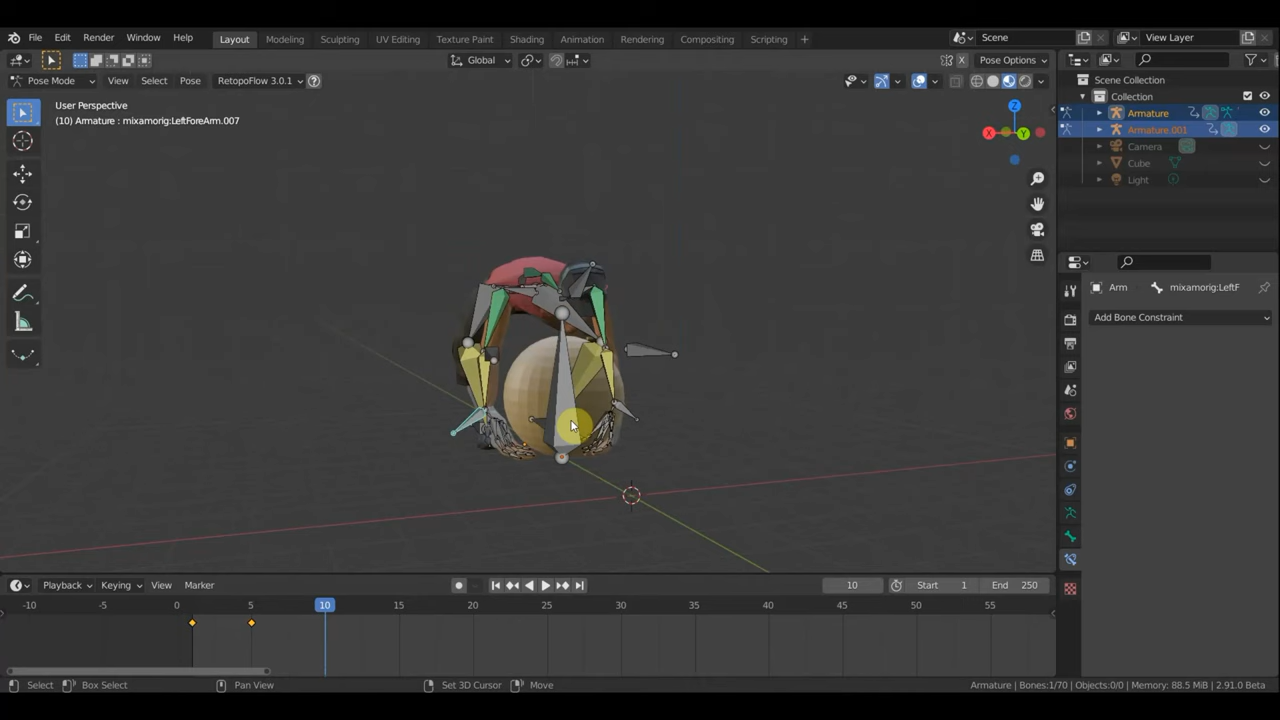 File Edit Render Window Help Layout Modeling Sculpting UV Editing Texture Paint Shading Animation Rendering Compositing Scripting + Scene View Layer
Global Pose Options
Pose Mode View Select Pose RetopoFlow 3.0.1
User Perspective
(10) Armature : mixamorig:LeftForeArm.007
Z
X Y
Scene Collection
Collection
Armature
Armature.001
Camera
Cube
Light
Arm mixamorig:LeftF
Add Bone Constraint
Playback Keying View Marker 10 Start 1 End 250
-10 -5 0 5 10 15 20 25 30 35 40 45 50 55
Select Box Select Pan View Set 3D Cursor Move Armature | Bones:1/70 | Objects:0/0 | Memory: 88.5 MiB | 2.91.0 Beta